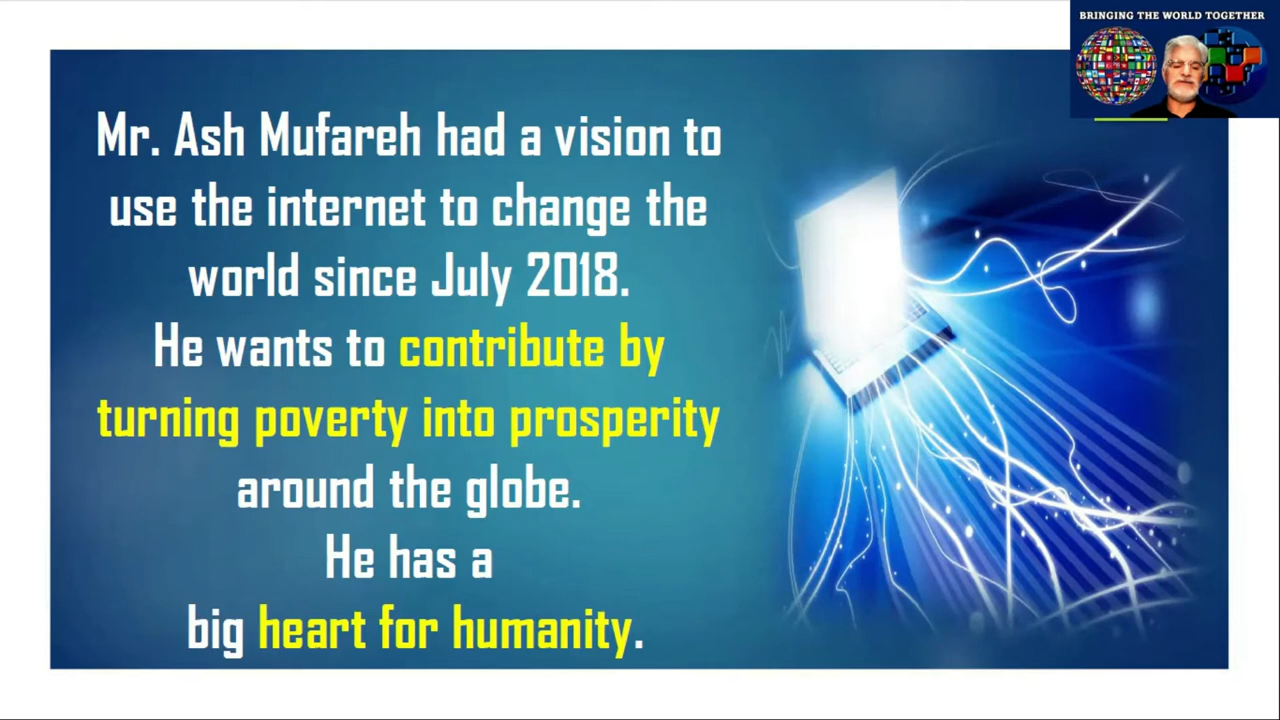 BRINGING THE WORLD TOGETHER
Mr. Ash Mufareh had a vision to
use the internet to change the
world since July 2018.
He wants to contribute by
turning poverty into prosperity
around the globe.
He has a
big heart for humanity.